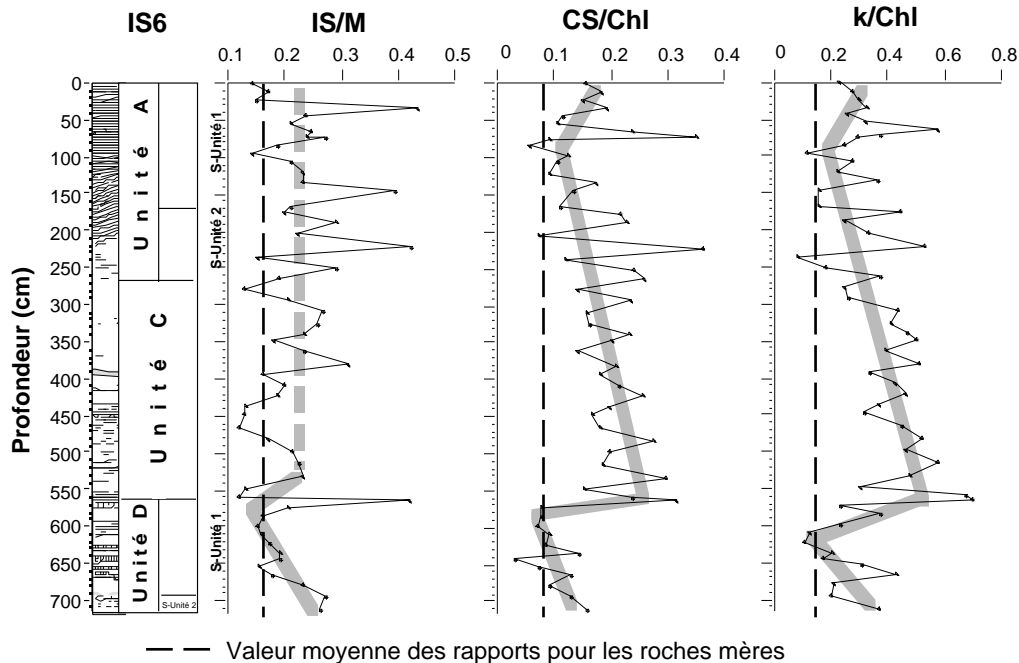 IS6 IS/M CS/Chl k/Chl
0.1 0.2 0.3 0.4 0.5
0 0.1 0.2 0.3 0.4
0 0.2 0.4 0.6 0.8
Profondeur (cm)
0
50
100
150
200
250
300
350
400
450
500
550
600
650
700
Unité A
Unité C
Unité D
S-Unité 2
S-Unité 1
S-Unité 2
S-Unité 1
Valeur moyenne des rapports pour les roches mères